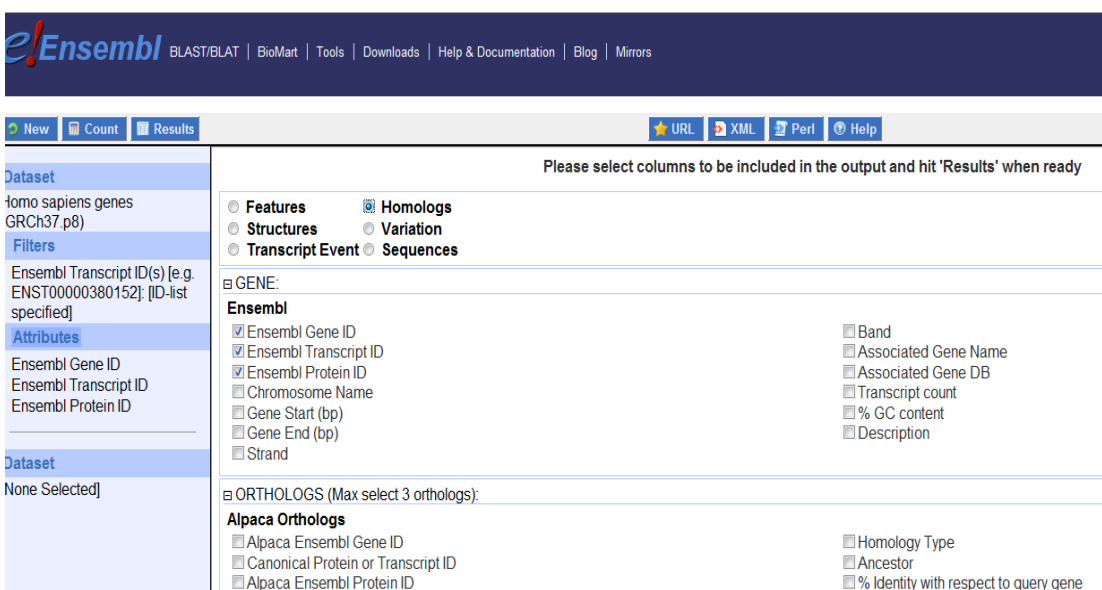 e!Ensembl BLAST/BLAT | BioMart | Tools | Downloads | Help & Documentation | Blog | Mirrors
New Count Results URL XML Perl Help
Please select columns to be included in the output and hit 'Results' when ready
Dataset
Homo sapiens genes
(GRCh37.p8)
Filters
Ensembl Transcript ID(s) [e.g.
ENST00000380152]: [ID-list
specified]
Attributes
Ensembl Gene ID
Ensembl Transcript ID
Ensembl Protein ID
Dataset
[None Selected]
Features Homologs
Structures Variation
Transcript Event Sequences
GENE:
Ensembl
Ensembl Gene ID
Ensembl Transcript ID
Ensembl Protein ID
Chromosome Name
Gene Start (bp)
Gene End (bp)
Strand
Band
Associated Gene Name
Associated Gene DB
Transcript count
% GC content
Description
ORTHOLOGS (Max select 3 orthologs):
Alpaca Orthologs
Alpaca Ensembl Gene ID
Canonical Protein or Transcript ID
Alpaca Ensembl Protein ID
Homology Type
Ancestor
% Identity with respect to query gene